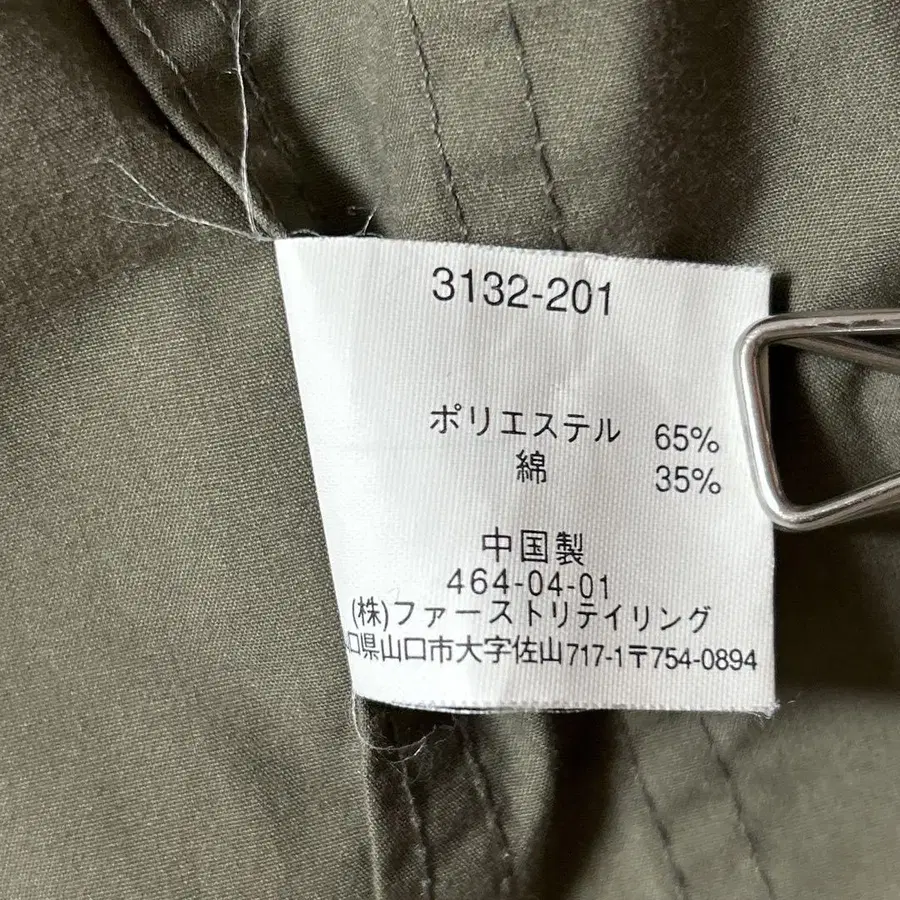 3132-201
ポリエステル 65%
綿 35%
中国製
464-04-01
(株)ファーストリテイリング
口県山口市大字佐山717-1〒754-0894